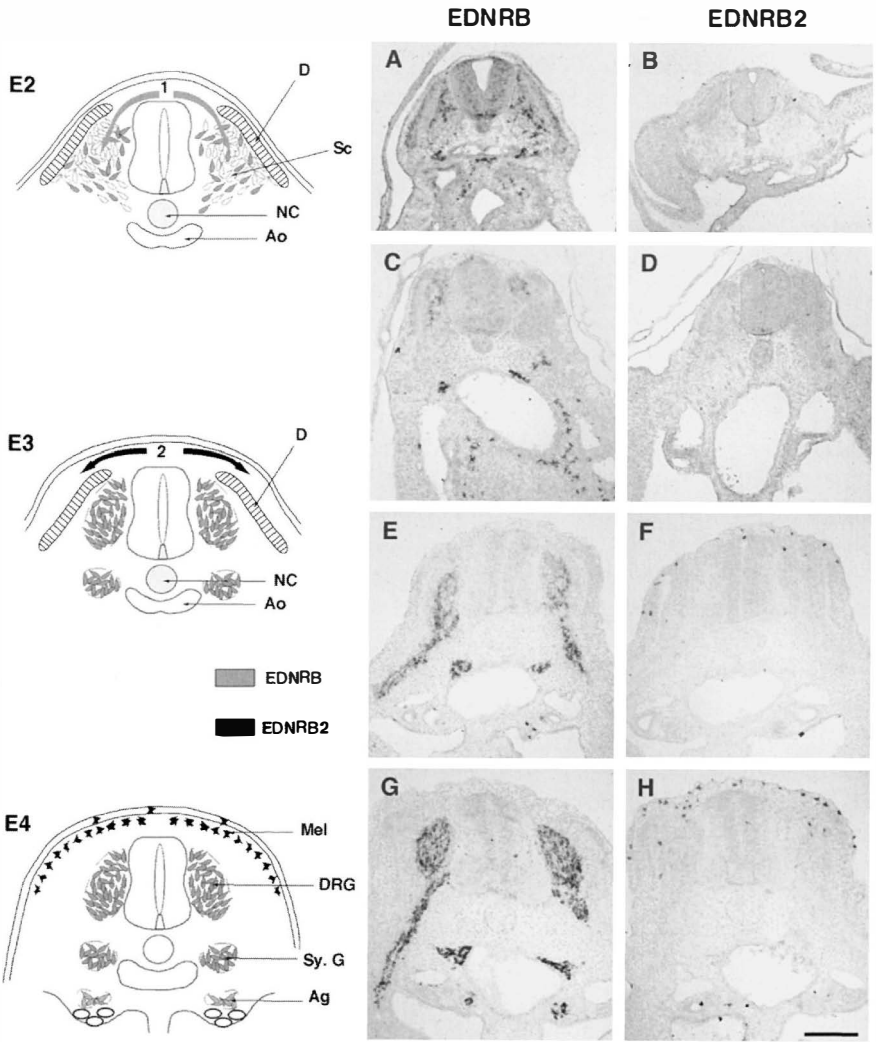 EDNRB EDNRB2
E2
1
D
Sc
NC
Ao
A
B
C
D
E3
2
D
NC
Ao
EDNRB
EDNRB2
E
F
E4
Mel
DRG
Sy. G
Ag
G
H